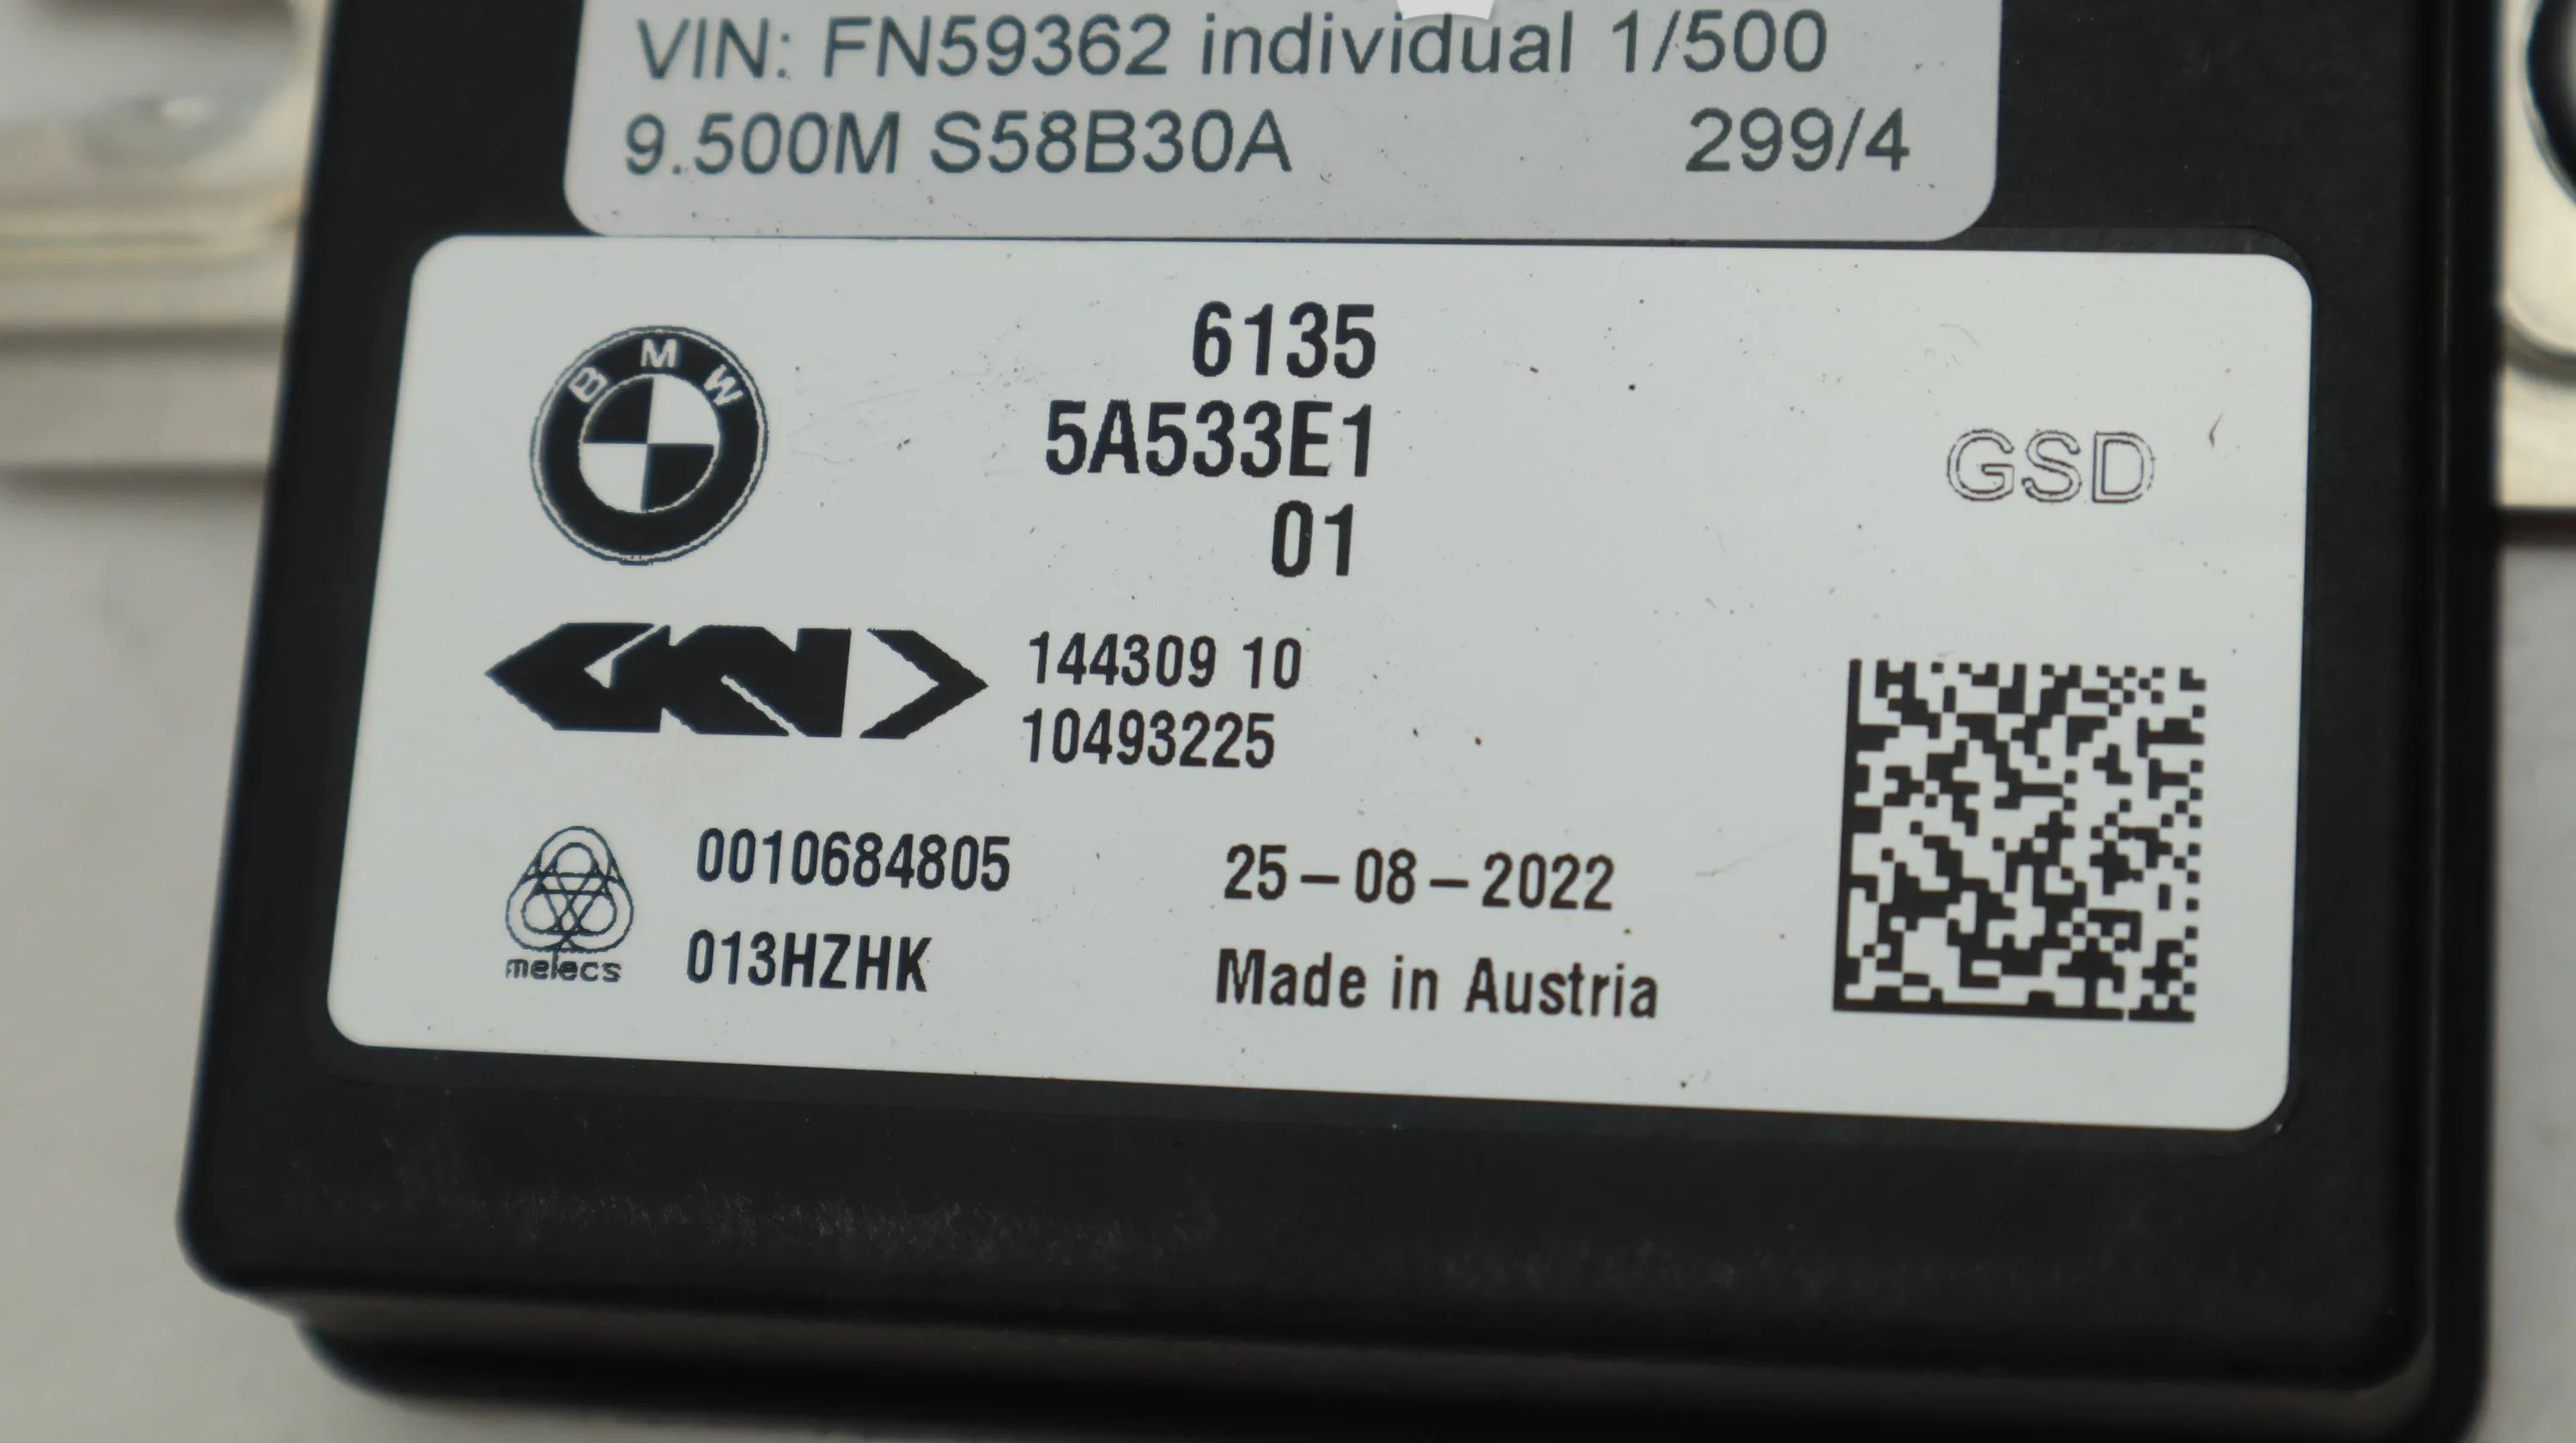 VIN: FN59362 individual 1/500
9.500M S58B30A 299/4
BMW
6135
5A533E1
01
GSD
GKN
144309 10
10493225
melecs
0010684805
013HZHK
25-08-2022
Made in Austria